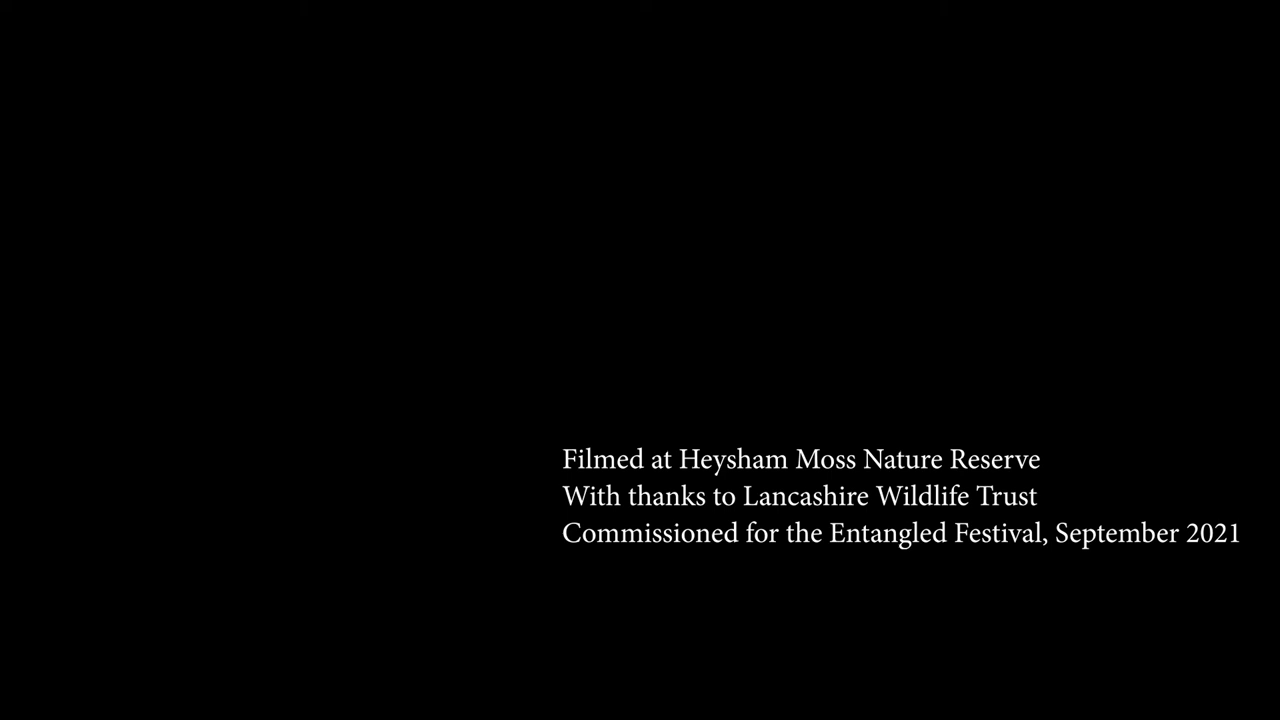 Filmed at Heysham Moss Nature Reserve
With thanks to Lancashire Wildlife Trust
Commissioned for the Entangled Festival, September 2021